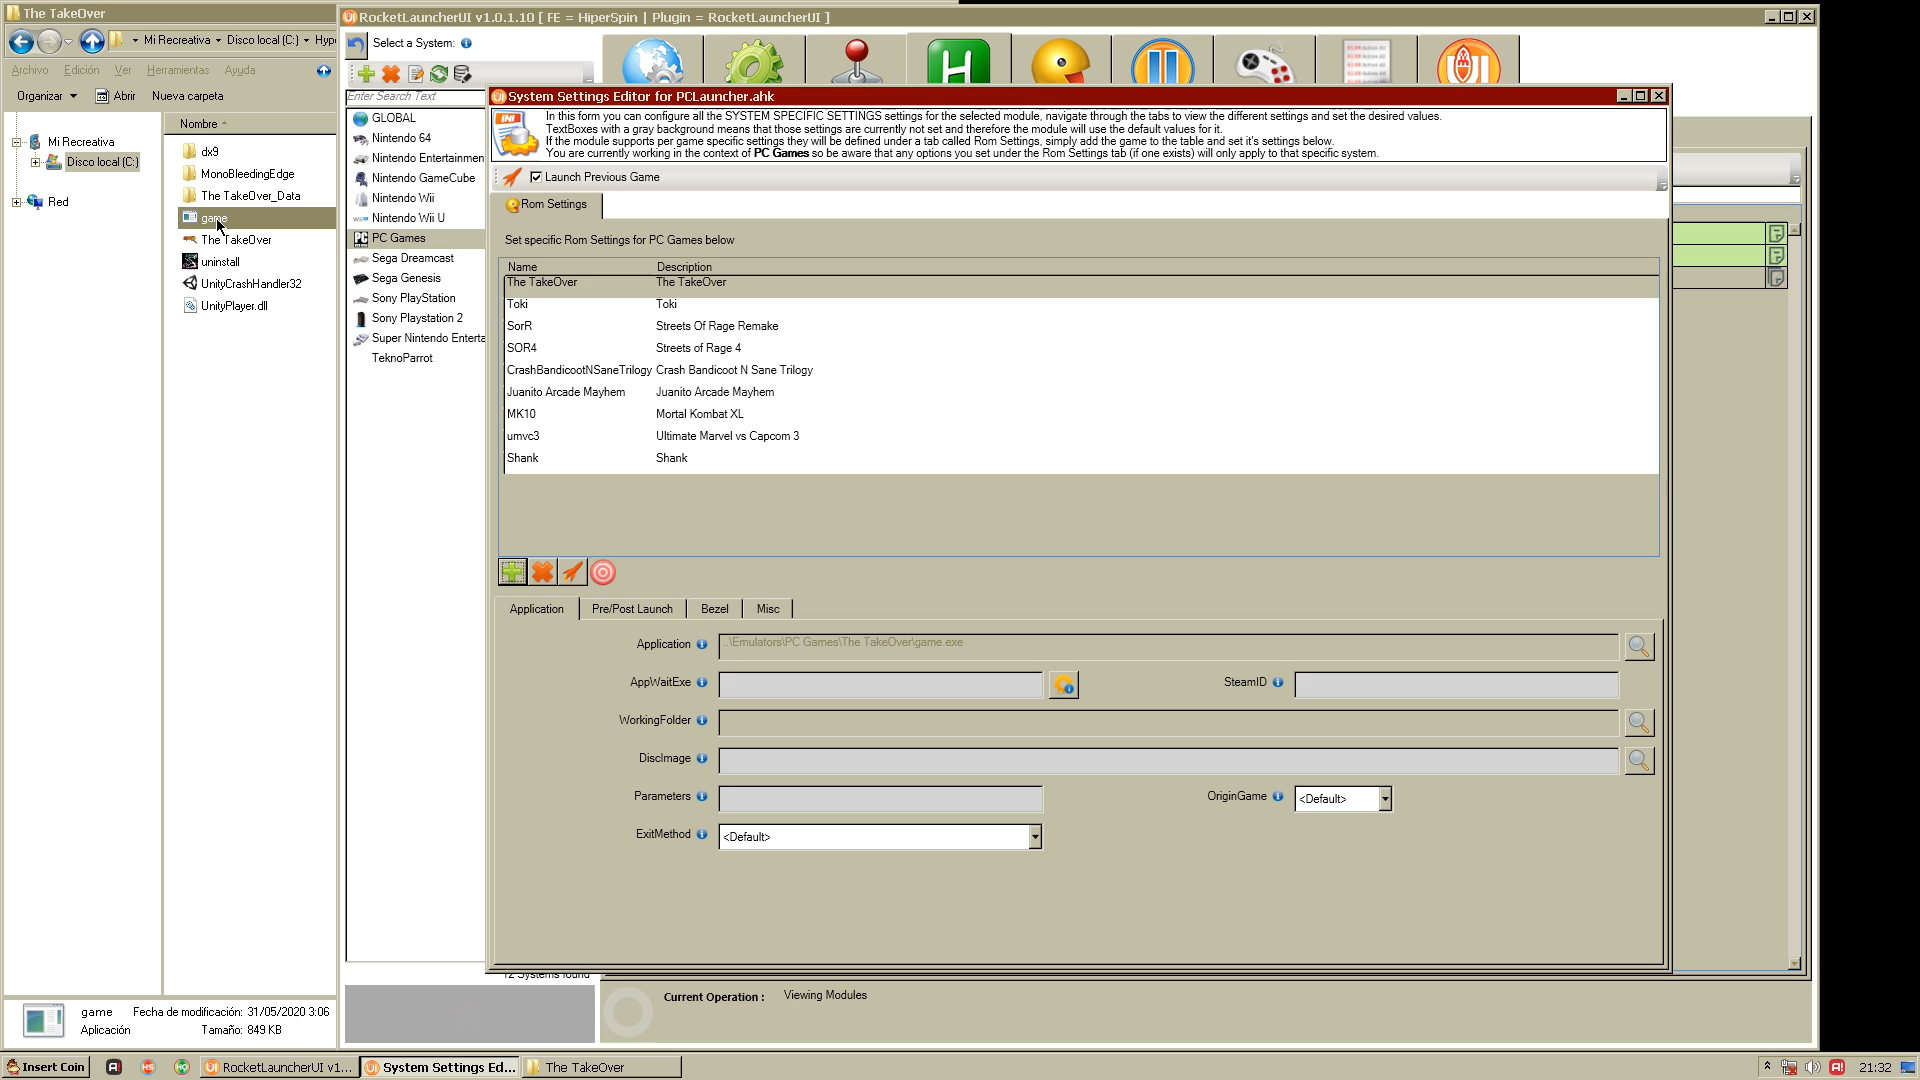 The TakeOver
Mi Recreativa
Disco local (C:)
Hype
Archivo
Edición
Ver
Herramientas
Ayuda
Organizar
Abrir
Nueva carpeta
Mi Recreativa
Disco local (C:)
Red
Nombre
dx9
MonoBleedingEdge
The TakeOver_Data
game
The TakeOver
uninstall
UnityCrashHandler32
UnityPlayer.dll
game
Fecha de modificación: 31/05/2020 3:06
Aplicación
Tamaño: 849 KB
RocketLauncherUI v1.0.1.10 [ FE = HiperSpin | Plugin = RocketLauncherUI ]
Select a System:
Enter Search Text
GLOBAL
Nintendo 64
Nintendo Entertainmen
Nintendo GameCube
Nintendo Wii
Nintendo Wii U
PC Games
Sega Dreamcast
Sega Genesis
Sony PlayStation
Sony Playstation 2
Super Nintendo Enterta
TeknoParrot
12 Systems found
System Settings Editor for PCLauncher.ahk
In this form you can configure all the SYSTEM SPECIFIC SETTINGS settings for the selected module, navigate through the tabs to view the different settings and set the desired values.
TextBoxes with a gray background means that those settings are currently not set and therefore the module will use the default values for it.
If the module supports per game specific settings they will be defined under a tab called Rom Settings, simply add the game to the table and set it's settings below.
You are currently working in the context of PC Games so be aware that any options you set under the Rom Settings tab (if one exists) will only apply to that specific system.
Launch Previous Game
Rom Settings
Set specific Rom Settings for PC Games below
Name Description
The TakeOver The TakeOver
Toki Toki
SorR Streets Of Rage Remake
SOR4 Streets of Rage 4
CrashBandicootNSaneTrilogy Crash Bandicoot N Sane Trilogy
Juanito Arcade Mayhem Juanito Arcade Mayhem
MK10 Mortal Kombat XL
umvc3 Ultimate Marvel vs Capcom 3
Shank Shank
Application
Pre/Post Launch
Bezel
Misc
Application ..\Emulators\PC Games\The TakeOver\game.exe
AppWaitExe
SteamID
WorkingFolder
DiscImage
Parameters
OriginGame <Default>
ExitMethod <Default>
Current Operation : Viewing Modules
Insert Coin
RocketLauncherUI v1...
System Settings Ed...
The TakeOver
21:32